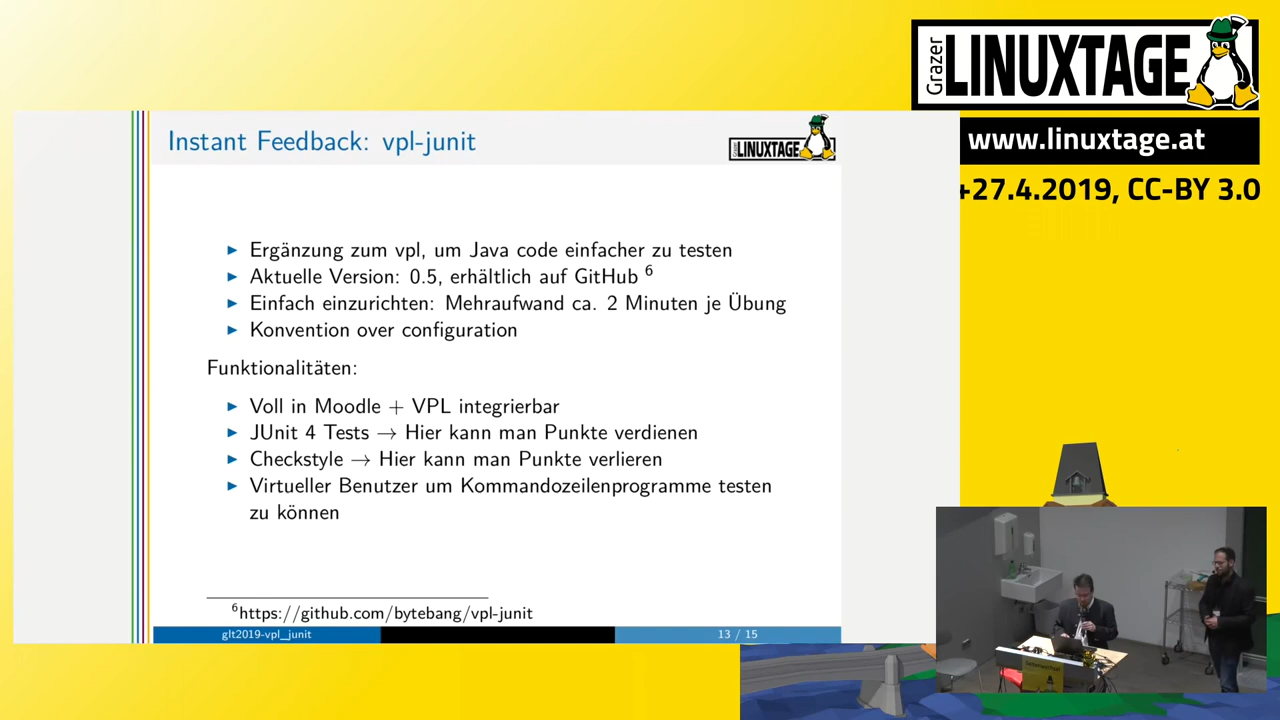 Grazer
LINUXTAGE
www.linuxtage.at
+27.4.2019, CC-BY 3.0
Instant Feedback: vpl-junit
LINUXTAGE
▶ Ergänzung zum vpl, um Java code einfacher zu testen
▶ Aktuelle Version: 0.5, erhältlich auf GitHub 6
▶ Einfach einzurichten: Mehraufwand ca. 2 Minuten je Übung
▶ Konvention over configuration
Funktionalitäten:
▶ Voll in Moodle + VPL integrierbar
▶ JUnit 4 Tests → Hier kann man Punkte verdienen
▶ Checkstyle → Hier kann man Punkte verlieren
▶ Virtueller Benutzer um Kommandozeilenprogramme testen
zu können
6https://github.com/bytebang/vpl-junit
glt2019-vpl_junit
13 / 15